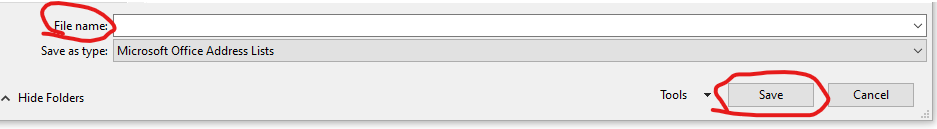 File name:
Save as type: Microsoft Office Address Lists
Hide Folders Tools Save Cancel